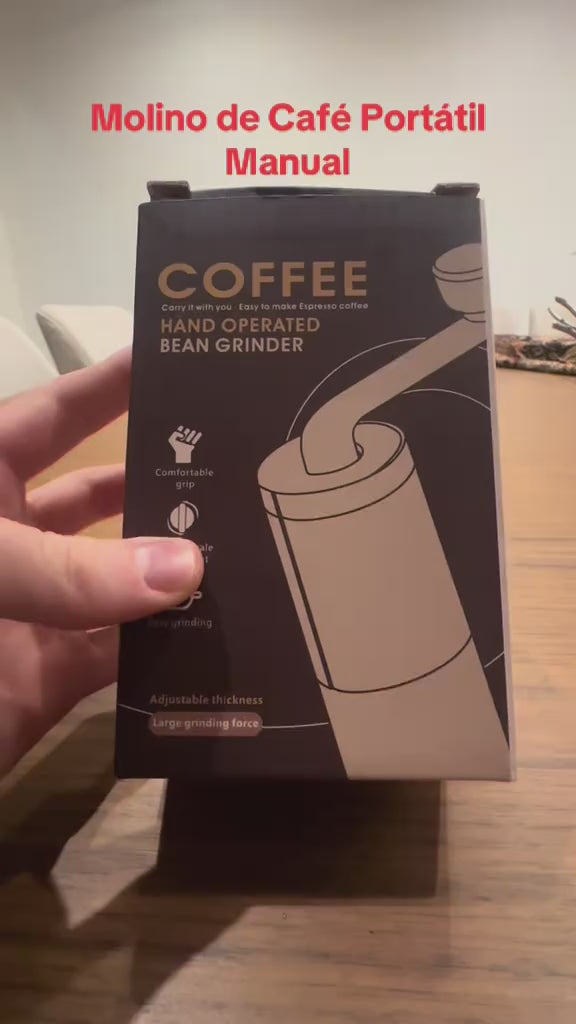 Molino de Café Portátil
Manual
COFFEE
Carry it with you · Easy to make Espresso coffee
HAND OPERATED
BEAN GRINDER
Comfortable
grip
grinding
Adjustable thickness
Large grinding force